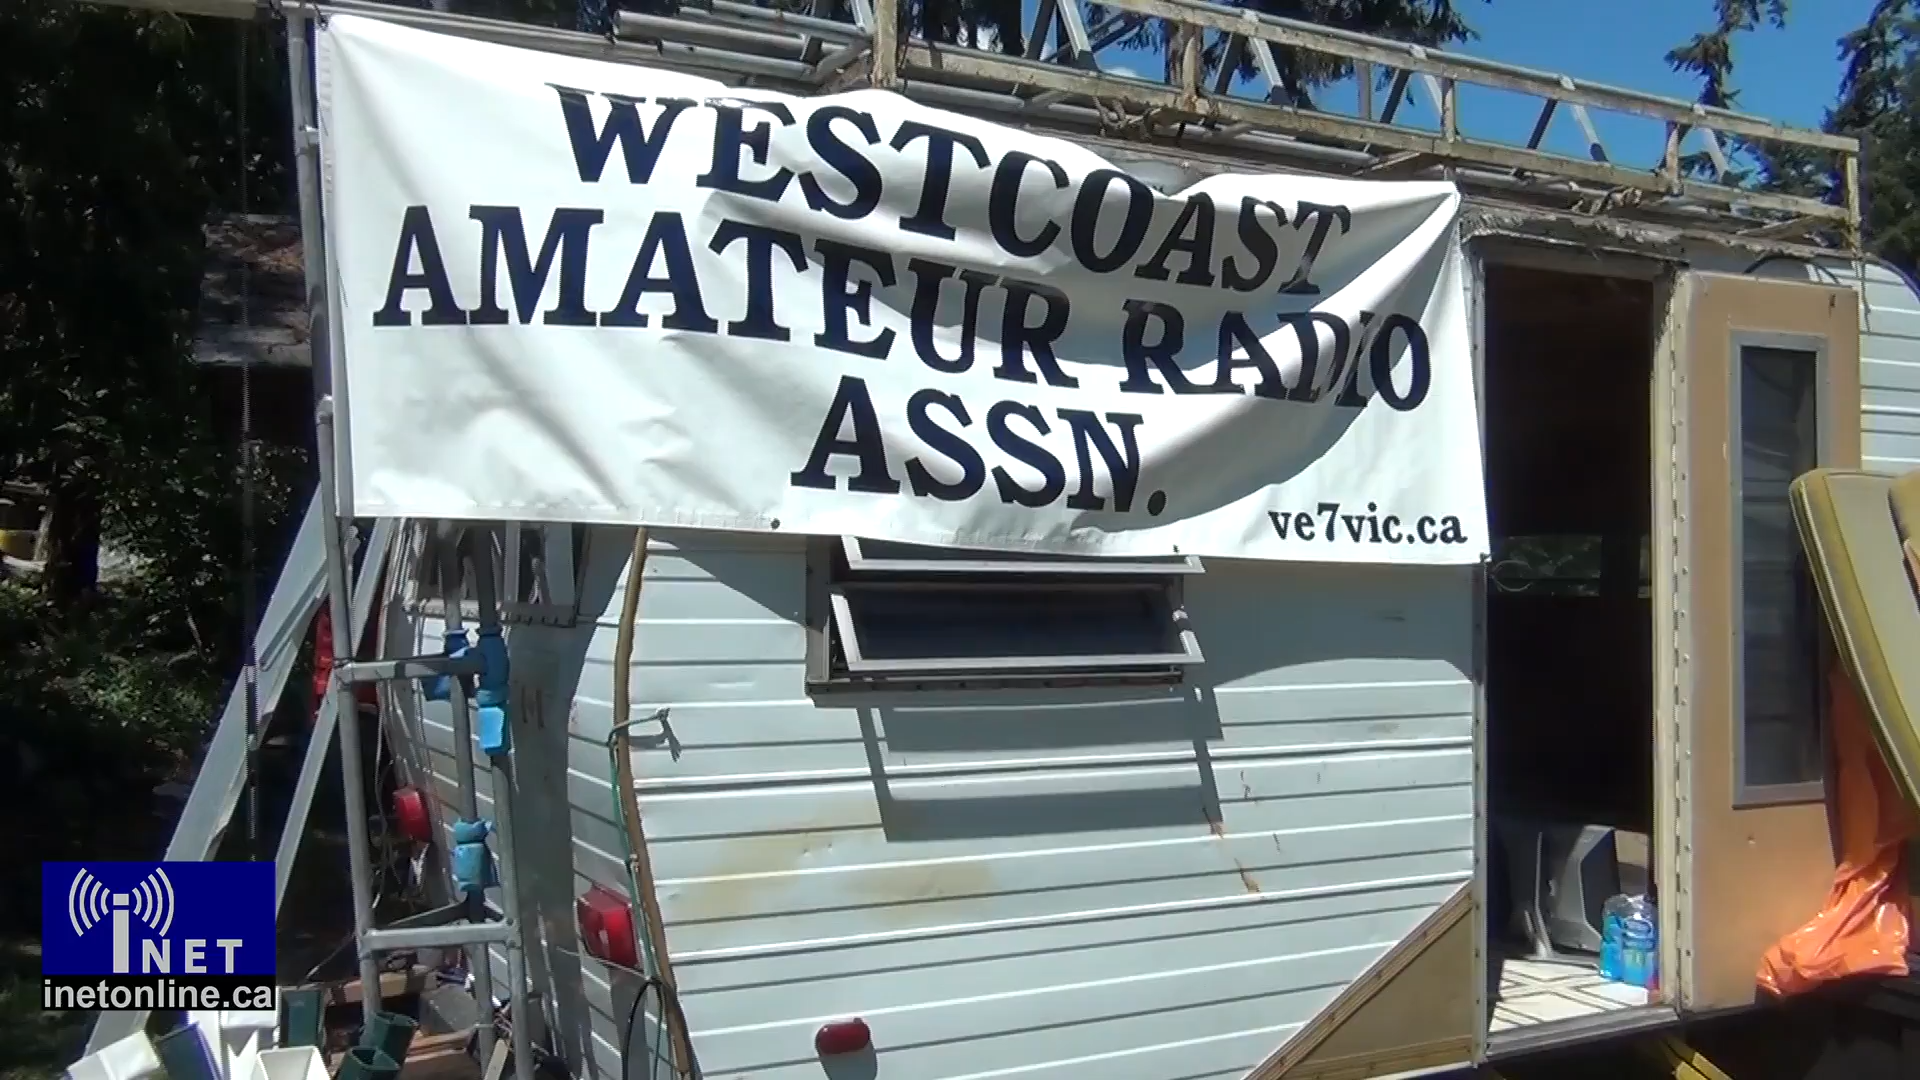 WESTCOAST
AMATEUR RADIO
ASSN.
ve7vic.ca
iNET
inetonline.ca